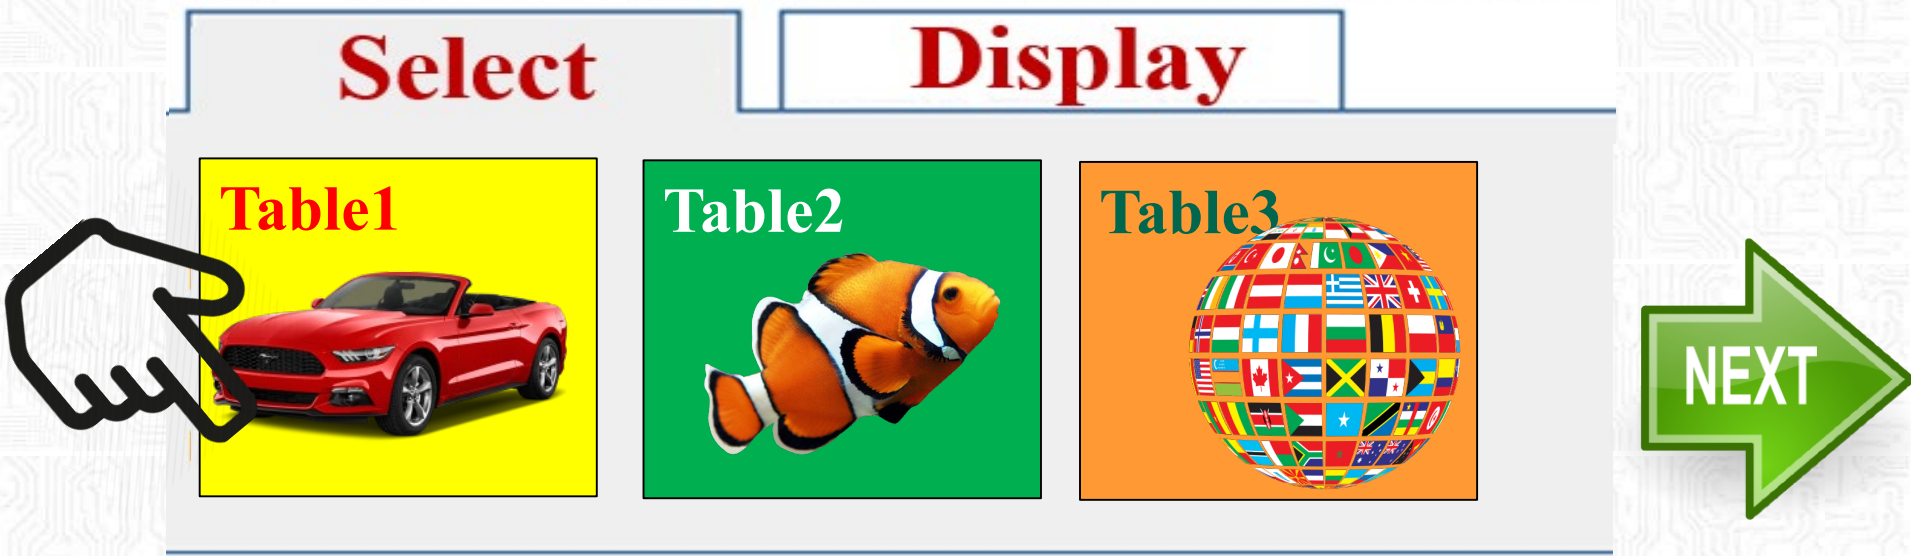 Select
Display
Table1
Table2
Table3
NEXT